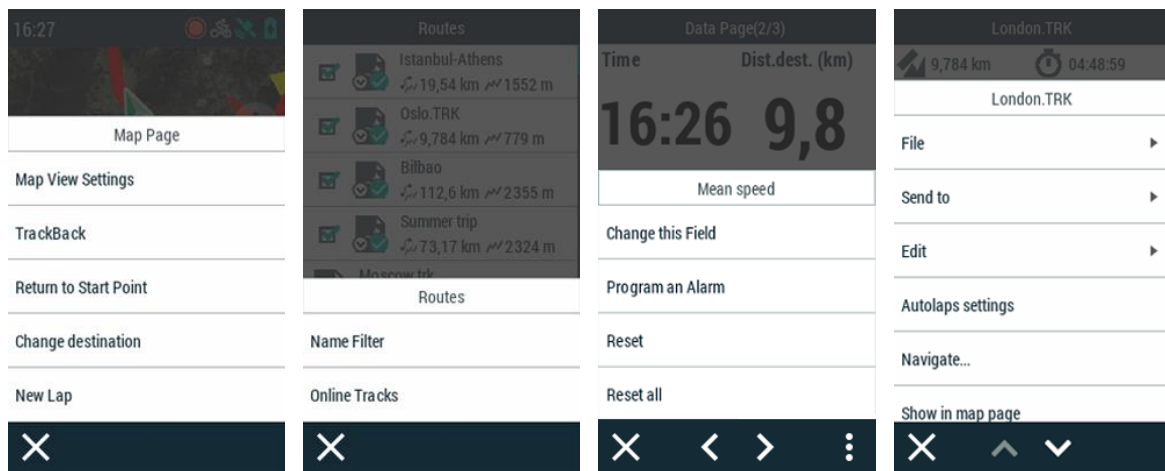 16:27
Map Page
Map View Settings
TrackBack
Return to Start Point
Change destination
New Lap
Routes
Istanbul-Athens
19,54 km 1552 m
Oslo.TRK
9,784 km 779 m
Bilbao
112,6 km 2355 m
Summer trip
73,17 km 2324 m
Moscow.trk
Routes
Name Filter
Online Tracks
Data Page(2/3)
Time Dist.dest. (km)
16:26 9,8
Mean speed
Change this Field
Program an Alarm
Reset
Reset all
London.TRK
9,784 km 04:48:59
London.TRK
File
Send to
Edit
Autolaps settings
Navigate...
Show in map page